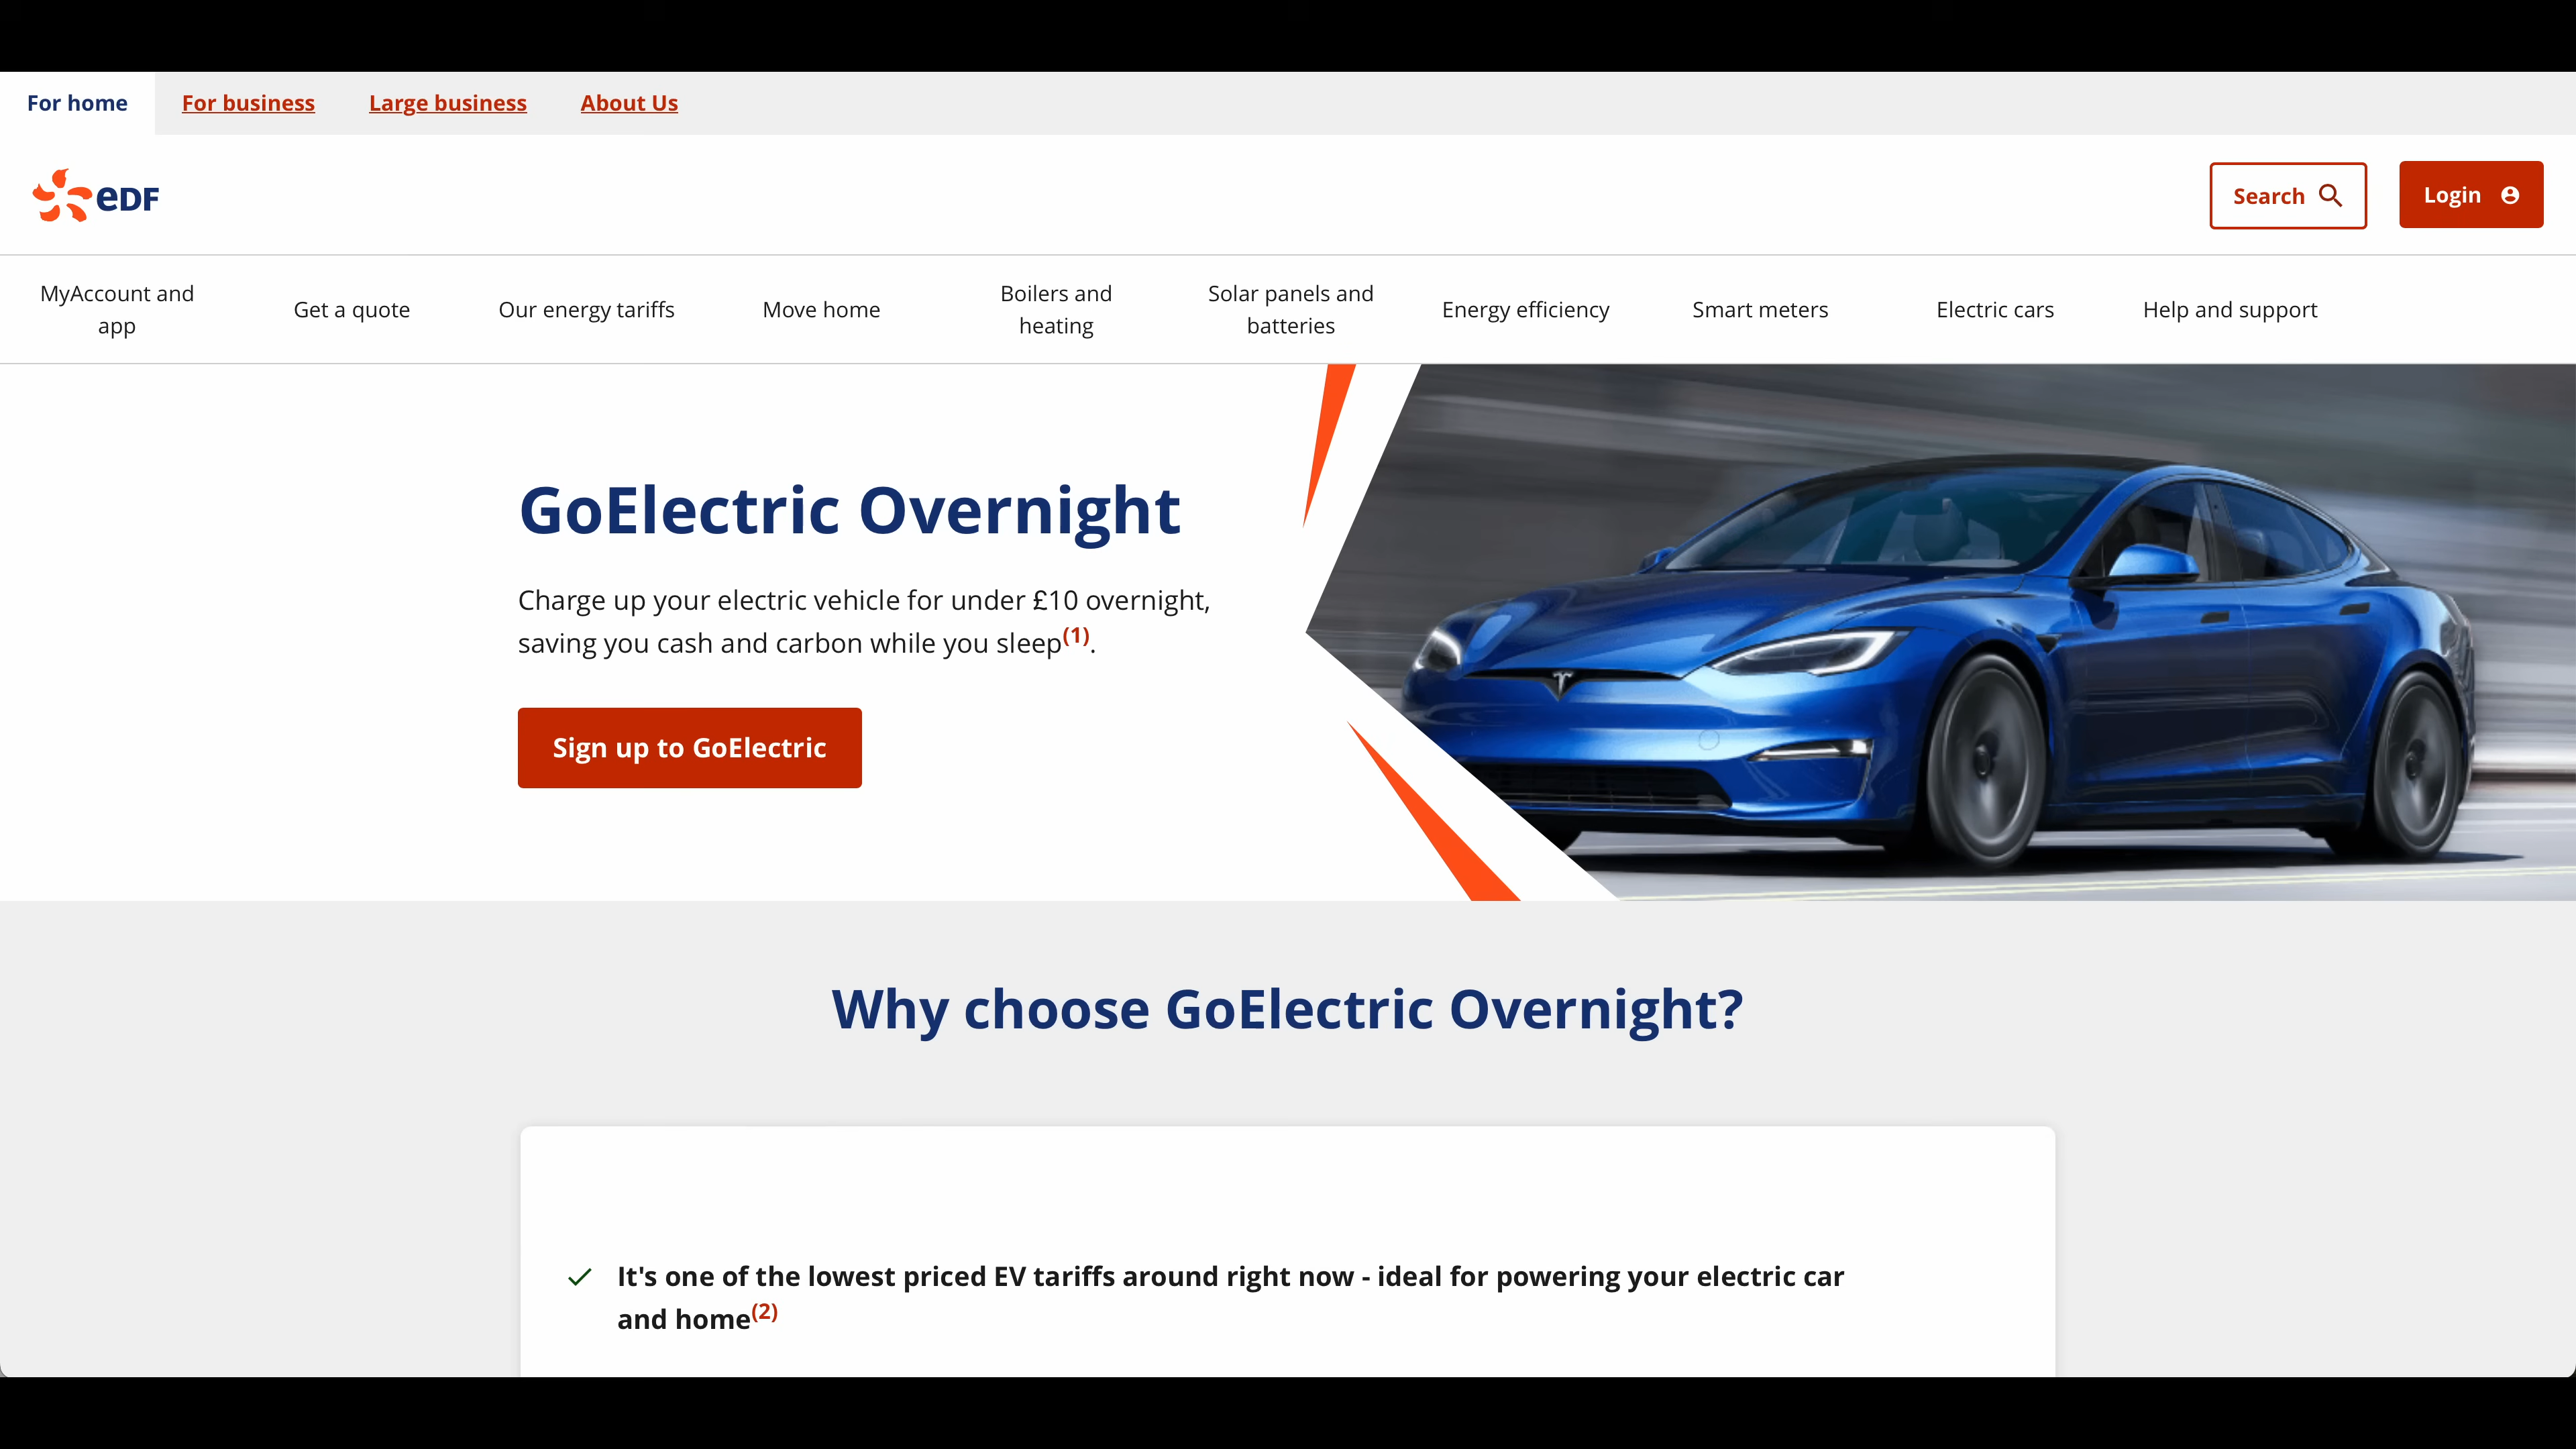 For home
For business
Large business
About Us
eDF
Search
Login
MyAccount and
app
Get a quote
Our energy tariffs
Move home
Boilers and
heating
Solar panels and
batteries
Energy efficiency
Smart meters
Electric cars
Help and support
GoElectric Overnight
Charge up your electric vehicle for under £10 overnight,
saving you cash and carbon while you sleep(1).
Sign up to GoElectric
Why choose GoElectric Overnight?
It's one of the lowest priced EV tariffs around right now - ideal for powering your electric car
and home(2)